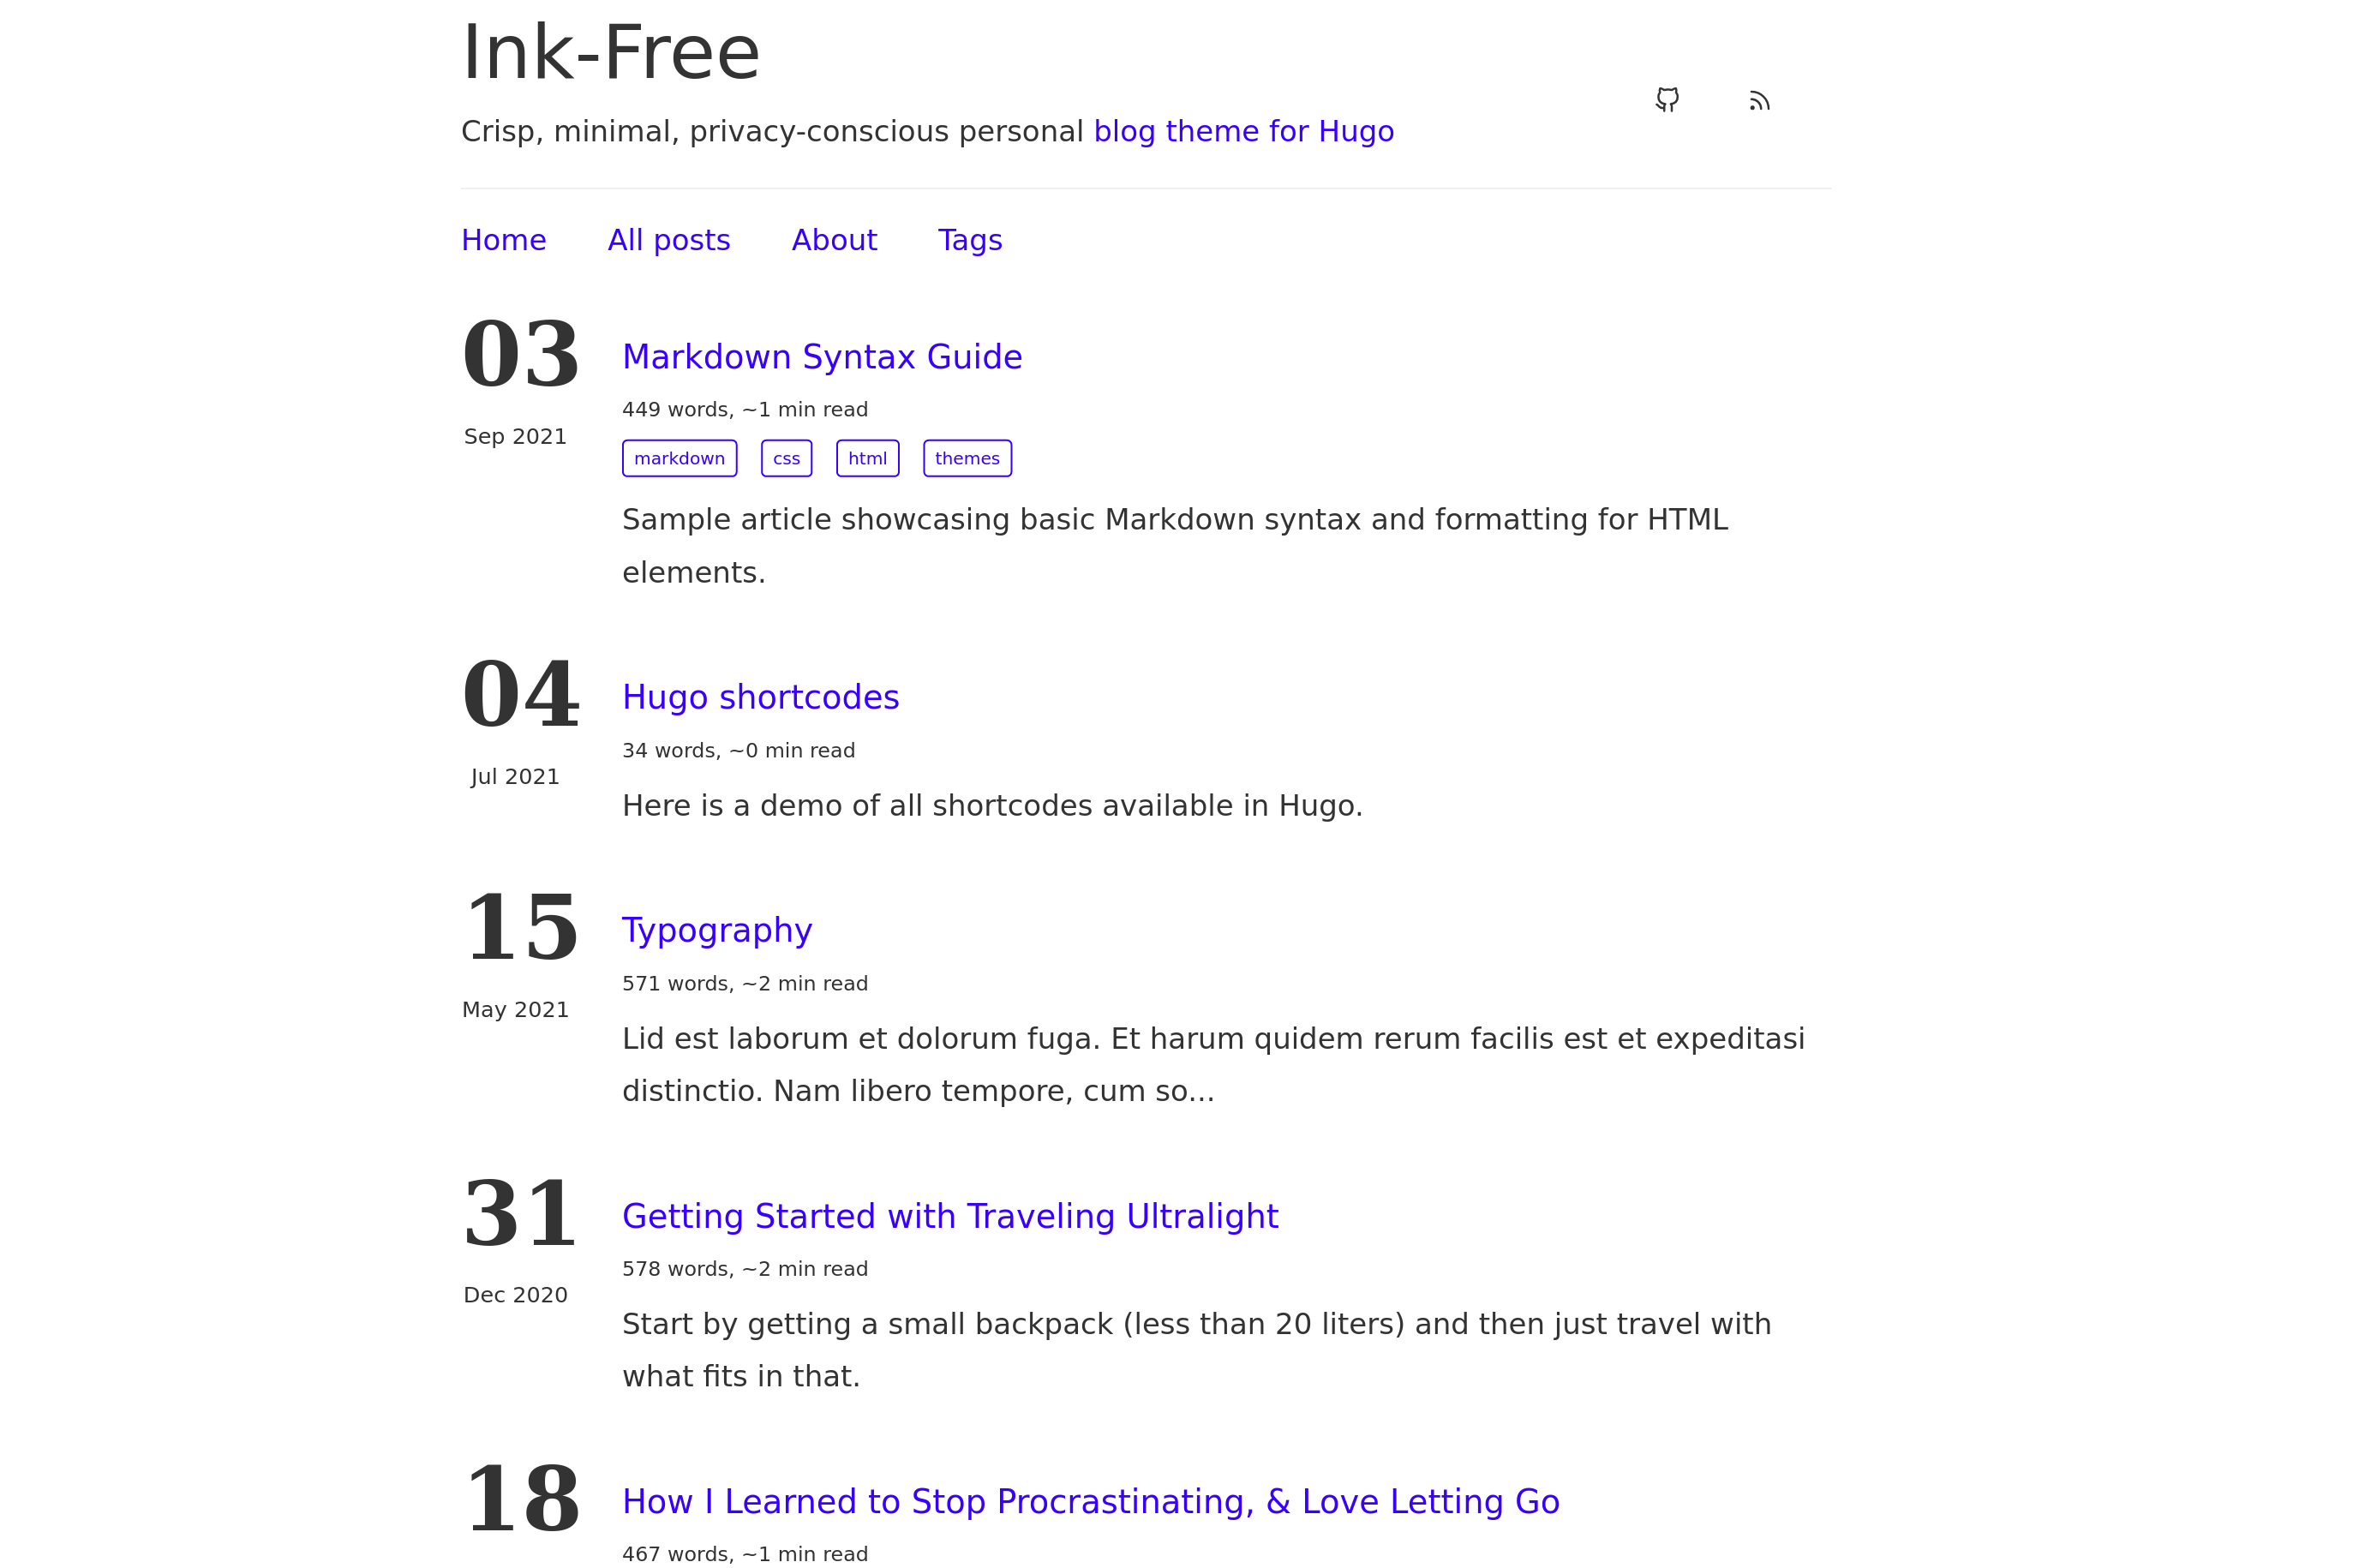 Ink-Free
Crisp, minimal, privacy-conscious personal blog theme for Hugo
Home All posts About Tags
03
Sep 2021
Markdown Syntax Guide
449 words, ~1 min read
markdown css html themes
Sample article showcasing basic Markdown syntax and formatting for HTML
elements.
04
Jul 2021
Hugo shortcodes
34 words, ~0 min read
Here is a demo of all shortcodes available in Hugo.
15
May 2021
Typography
571 words, ~2 min read
Lid est laborum et dolorum fuga. Et harum quidem rerum facilis est et expeditasi
distinctio. Nam libero tempore, cum so...
31
Dec 2020
Getting Started with Traveling Ultralight
578 words, ~2 min read
Start by getting a small backpack (less than 20 liters) and then just travel with
what fits in that.
18
How I Learned to Stop Procrastinating, & Love Letting Go
467 words, ~1 min read